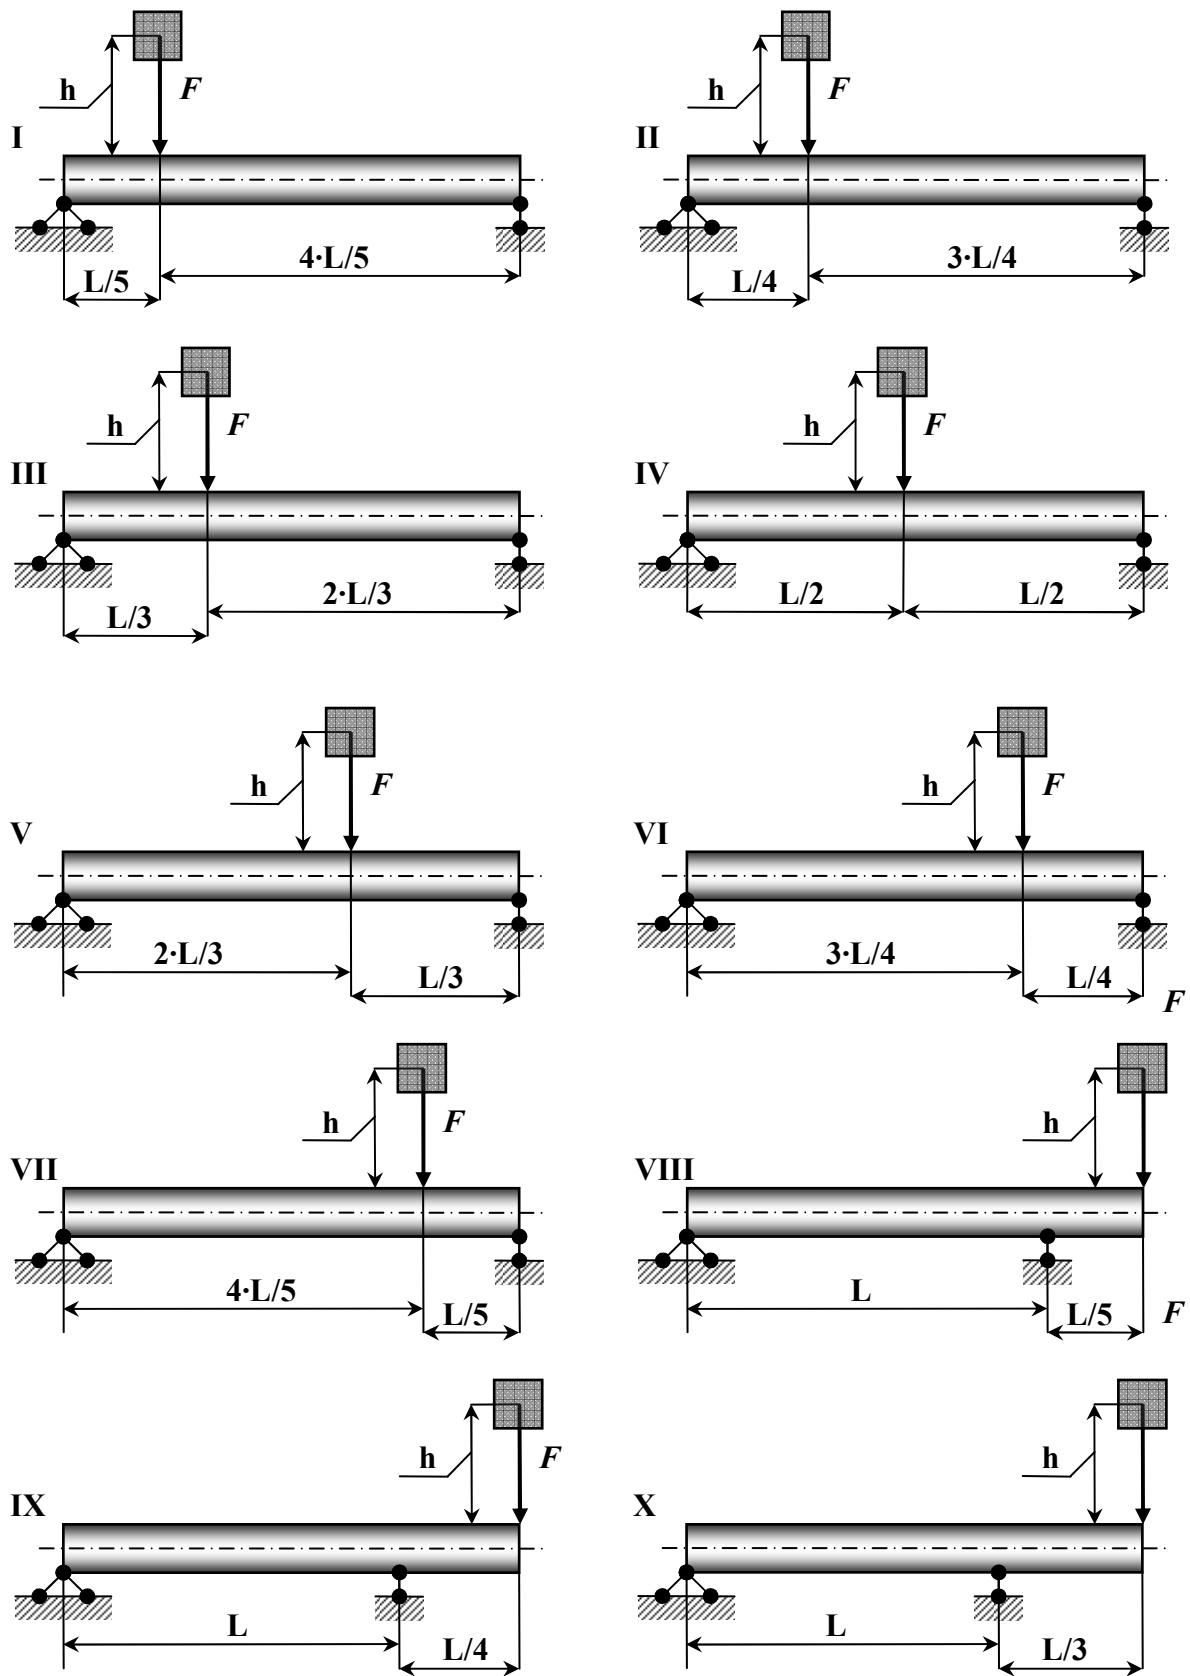 h F
I
L/5 4·L/5
h F
II
L/4 3·L/4
h F
III
L/3 2·L/3
h F
IV
L/2 L/2
h F
V
2·L/3 L/3
h F
VI
3·L/4 L/4
F
h F
VII
4·L/5 L/5
h
VIII
L L/5
F
h F
IX
L L/4
h
X
L L/3